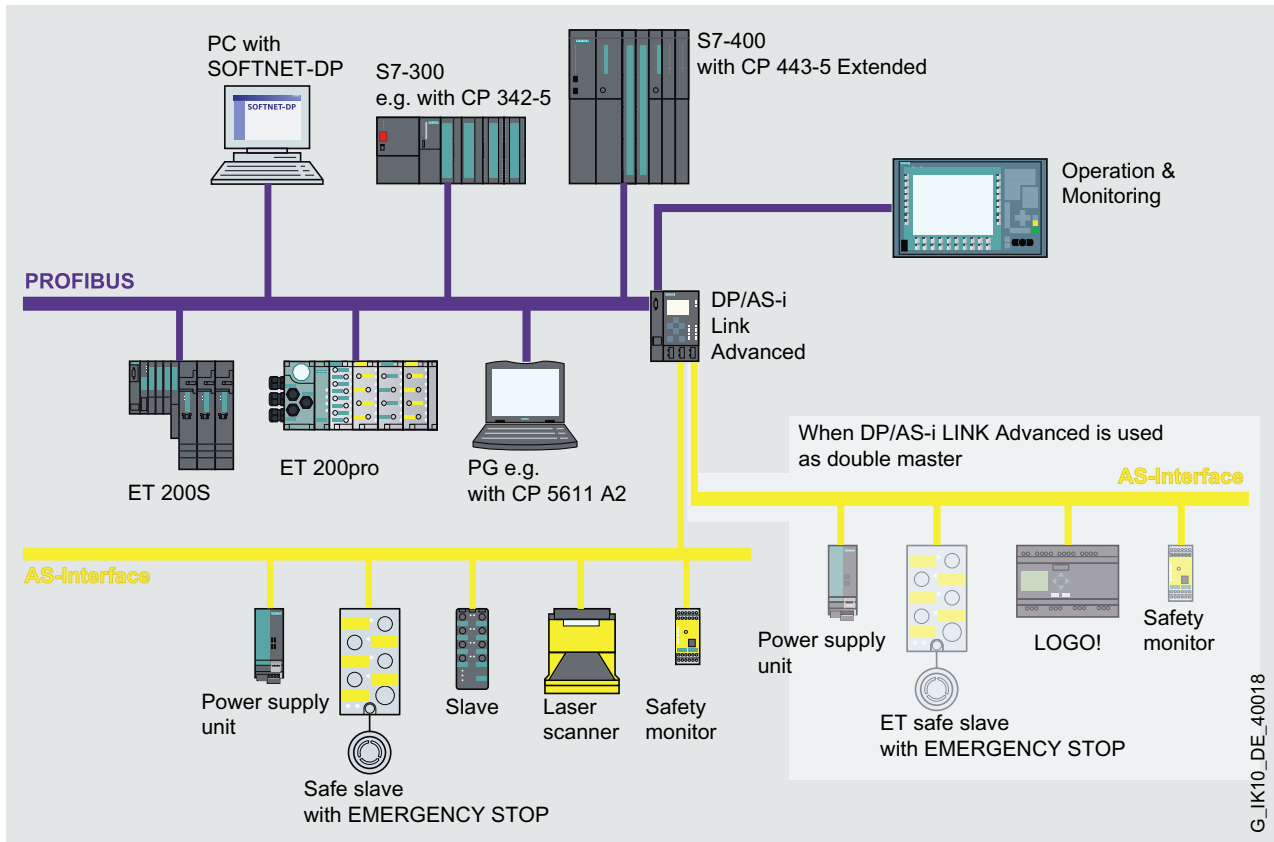 PC with
SOFTNET-DP
SOFTNET-DP
S7-300
e.g. with CP 342-5
S7-400
with CP 443-5 Extended
Operation &
Monitoring
PROFIBUS
DP/AS-i
Link
Advanced
ET 200S
ET 200pro
PG e.g.
with CP 5611 A2
When DP/AS-i LINK Advanced is used
as double master
AS-Interface
AS-Interface
Power supply
unit
Safe slave
with EMERGENCY STOP
Slave
Laser
scanner
Safety
monitor
Power supply
unit
ET safe slave
with EMERGENCY STOP
LOGO!
Safety
monitor
G_IK10_DE_40018